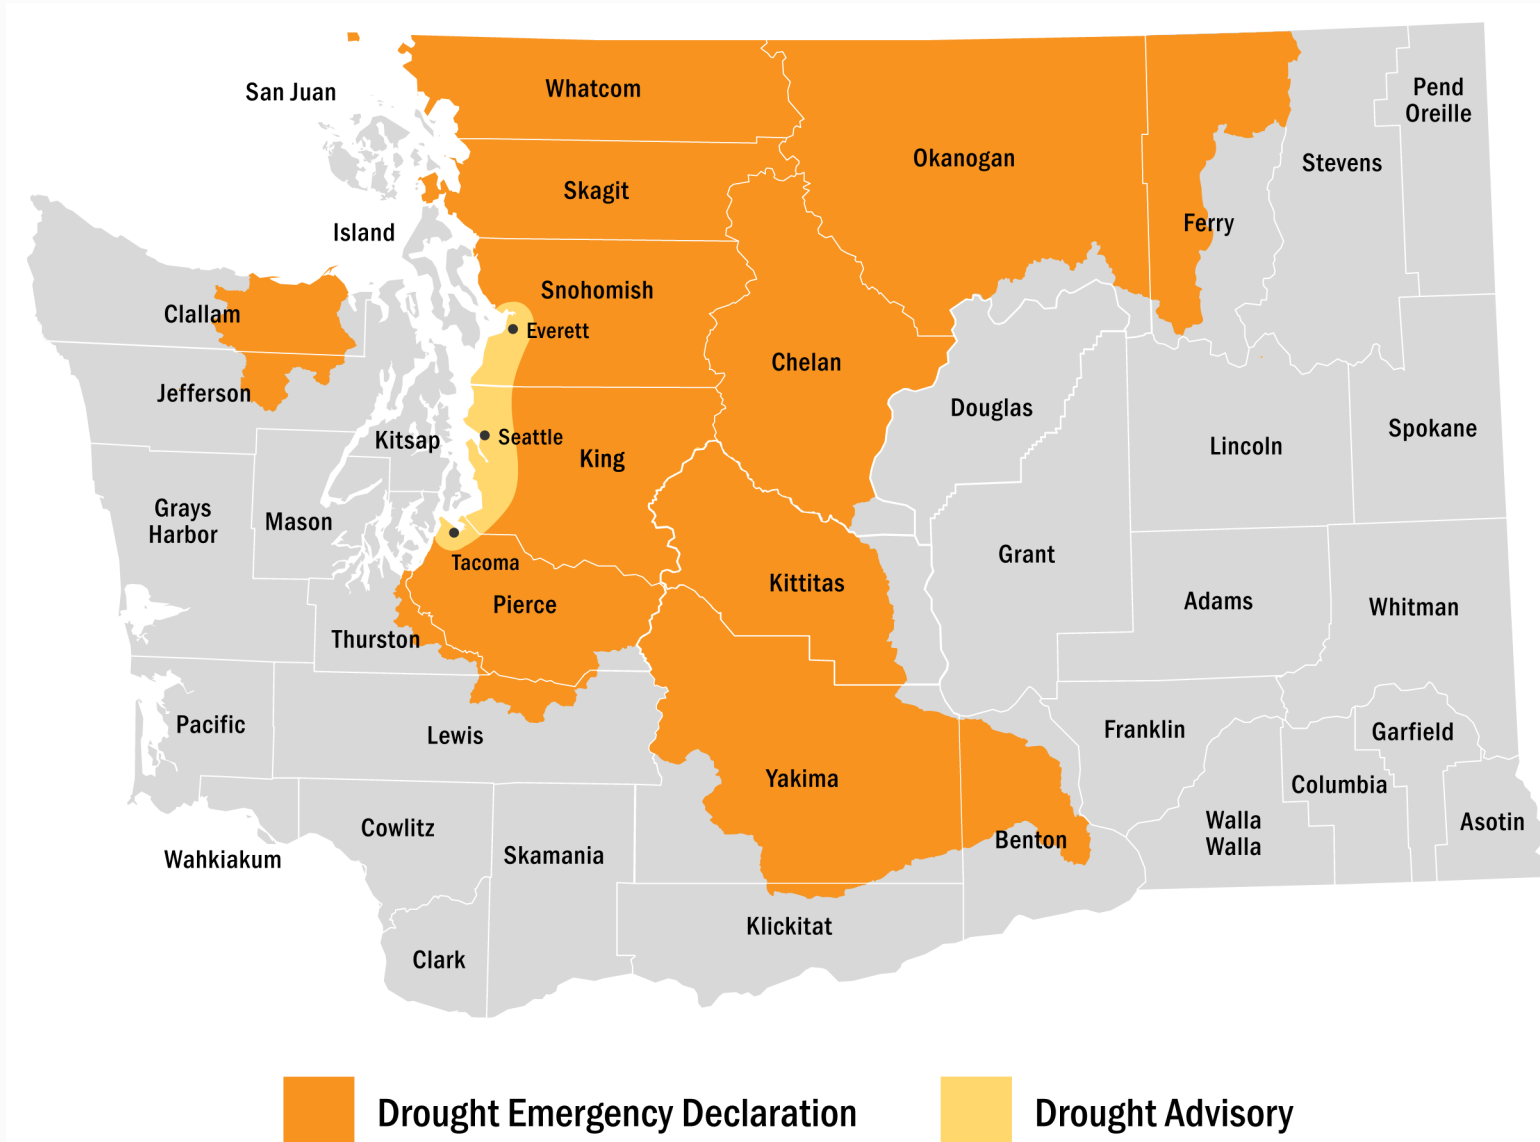 Whatcom
San Juan
Pend
Oreille
Okanogan
Stevens
Skagit
Ferry
Island
Snohomish
Clallam
Everett
Chelan
Jefferson
Douglas
Kitsap
Seattle
King
Lincoln
Spokane
Grays
Harbor
Mason
Tacoma
Grant
Kittitas
Pierce
Adams
Whitman
Thurston
Pacific
Lewis
Franklin
Garfield
Yakima
Columbia
Cowlitz
Benton
Walla
Walla
Asotin
Wahkiakum
Skamania
Klickitat
Clark
Drought Emergency Declaration
Drought Advisory